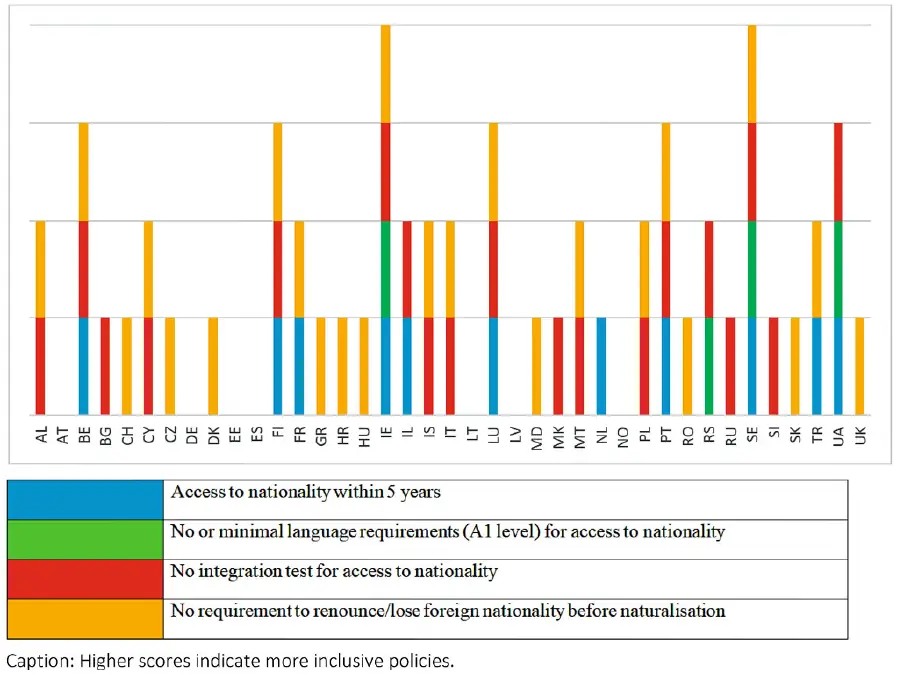 AL AT BE BG CH CY CZ DE DK EE ES FI FR GR HR HU IE IL IS IT LT LU LV MD MK MT NL NO PL PT RO RS RU SE SI SK TR UA UK
Access to nationality within 5 years
No or minimal language requirements (A1 level) for access to nationality
No integration test for access to nationality
No requirement to renounce/lose foreign nationality before naturalisation
Caption: Higher scores indicate more inclusive policies.